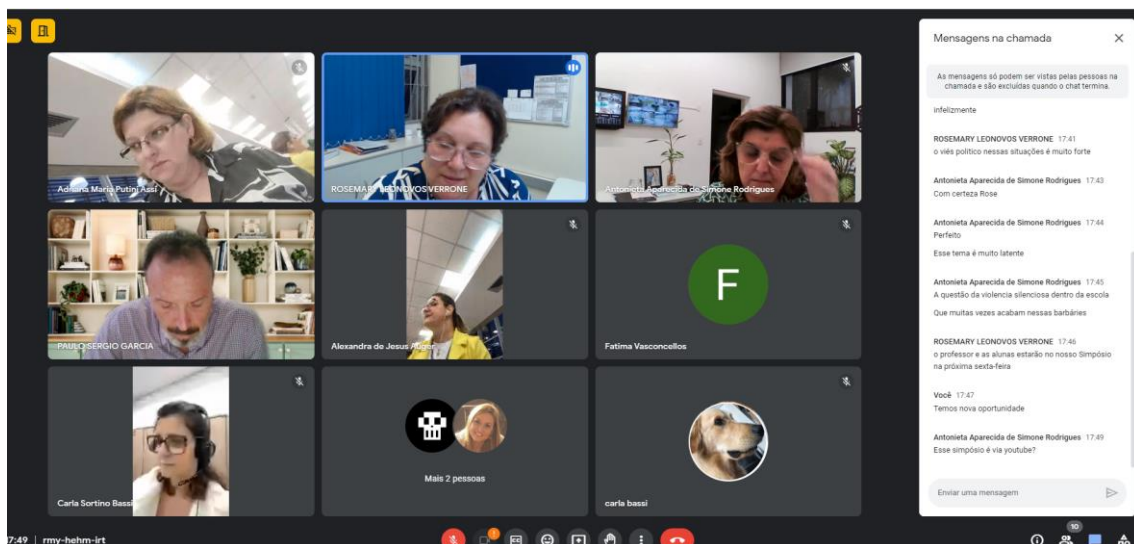 Mensagens na chamada
As mensagens só podem ser vistas pelas pessoas na
chamada e são excluídas quando o chat termina.
infelizmente
ROSEMARY LEONOVOS VERRONE 17:41
o viés político nessas situações é muito forte
Antonieta Aparecida de Simone Rodrigues 17:43
Com certeza Rose
Antonieta Aparecida de Simone Rodrigues 17:44
Perfeito
Esse tema é muito latente
Antonieta Aparecida de Simone Rodrigues 17:45
A questão da violencia silenciosa dentro da escola
Que muitas vezes acabam nessas barbáries
ROSEMARY LEONOVOS VERRONE 17:46
o professor e as alunas estarão no nosso Simpósio
na próxima sexta-feira
Você 17:47
Temos nova oportunidade
Antonieta Aparecida de Simone Rodrigues 17:49
Esse simpósio é via youtube?
Enviar uma mensagem
Adriana Maria Putini Assi
ROSEMARY LEONOVOS VERRONE
Antonieta Aparecida de Simone Rodrigues
PAULO SERGIO GARCIA
Alexandra de Jesus Auger
F
Fatima Vasconcellos
Carla Sortino Bassi
Mais 2 pessoas
carla bassi
17:49 | rmy-hehm-irt
10